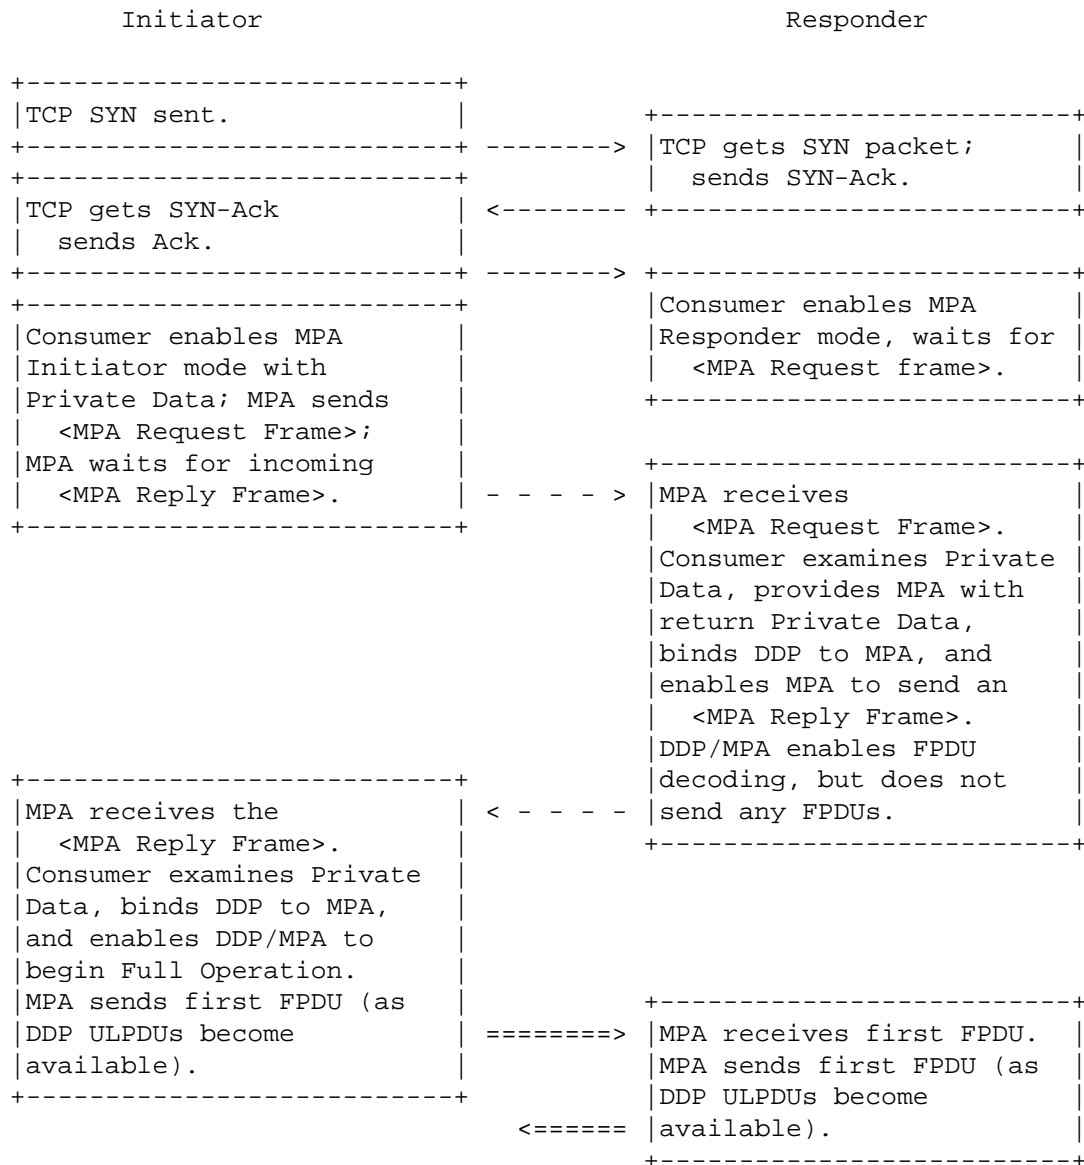 Initiator Responder
TCP SYN sent.
TCP gets SYN packet;
sends SYN-Ack.
TCP gets SYN-Ack
sends Ack.
Consumer enables MPA
Initiator mode with
Private Data; MPA sends
<MPA Request Frame>;
MPA waits for incoming
<MPA Reply Frame>.
Consumer enables MPA
Responder mode, waits for
<MPA Request frame>.
MPA receives
<MPA Request Frame>.
Consumer examines Private
Data, provides MPA with
return Private Data,
binds DDP to MPA, and
enables MPA to send an
<MPA Reply Frame>.
DDP/MPA enables FPDU
decoding, but does not
send any FPDUs.
MPA receives the
<MPA Reply Frame>.
Consumer examines Private
Data, binds DDP to MPA,
and enables DDP/MPA to
begin Full Operation.
MPA sends first FPDU (as
DDP ULPDUs become
available).
MPA receives first FPDU.
MPA sends first FPDU (as
DDP ULPDUs become
available).